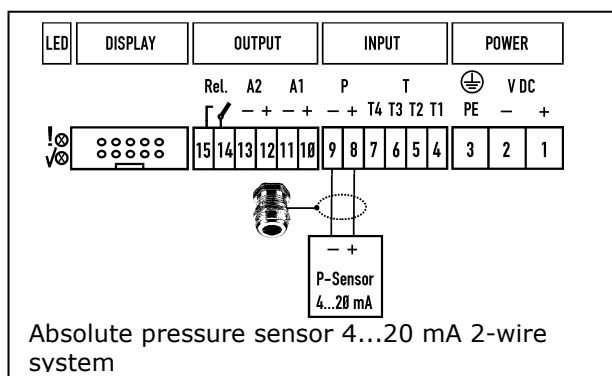 LED DISPLAY OUTPUT INPUT POWER
Rel. A2 A1 P T V DC
− + − + − + T4 T3 T2 T1 PE − +
! 15 14 13 12 11 10 9 8 7 6 5 4 3 2 1
√
− +
P-Sensor
4...20 mA
Absolute pressure sensor 4...20 mA 2-wire
system